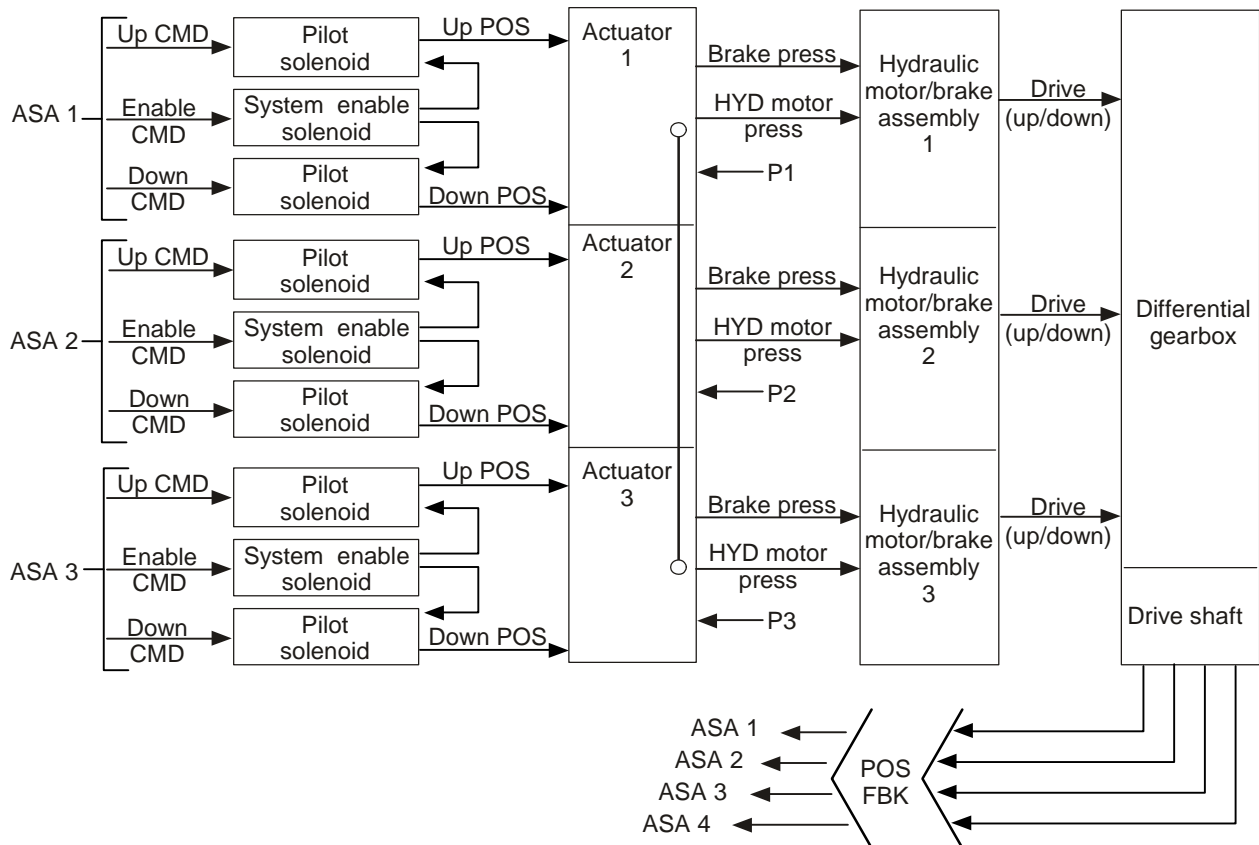 ASA 1
Up CMD
Enable
CMD
Down
CMD
Pilot
solenoid
System enable
solenoid
Pilot
solenoid
Up POS
Down POS
Actuator
1
Brake press
HYD motor
press
P1
Hydraulic
motor/brake
assembly
1
Drive
(up/down)
ASA 2
Up CMD
Enable
CMD
Down
CMD
Pilot
solenoid
System enable
solenoid
Pilot
solenoid
Up POS
Down POS
Actuator
2
Brake press
HYD motor
press
P2
Hydraulic
motor/brake
assembly
2
Drive
(up/down)
Differential
gearbox
ASA 3
Up CMD
Enable
CMD
Down
CMD
Pilot
solenoid
System enable
solenoid
Pilot
solenoid
Up POS
Down POS
Actuator
3
Brake press
HYD motor
press
P3
Hydraulic
motor/brake
assembly
3
Drive
(up/down)
Drive shaft
ASA 1
ASA 2
ASA 3
ASA 4
POS
FBK